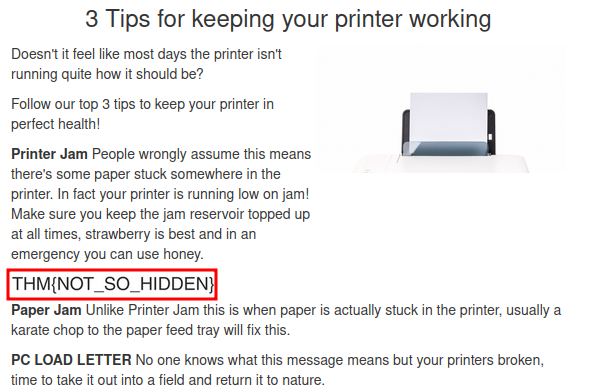 3 Tips for keeping your printer working
Doesn't it feel like most days the printer isn't
running quite how it should be?
Follow our top 3 tips to keep your printer in
perfect health!
Printer Jam People wrongly assume this means
there's some paper stuck somewhere in the
printer. In fact your printer is running low on jam!
Make sure you keep the jam reservoir topped up
at all times, strawberry is best and in an
emergency you can use honey.
THM{NOT_SO_HIDDEN}
Paper Jam Unlike Printer Jam this is when paper is actually stuck in the printer, usually a
karate chop to the paper feed tray will fix this.
PC LOAD LETTER No one knows what this message means but your printers broken,
time to take it out into a field and return it to nature.